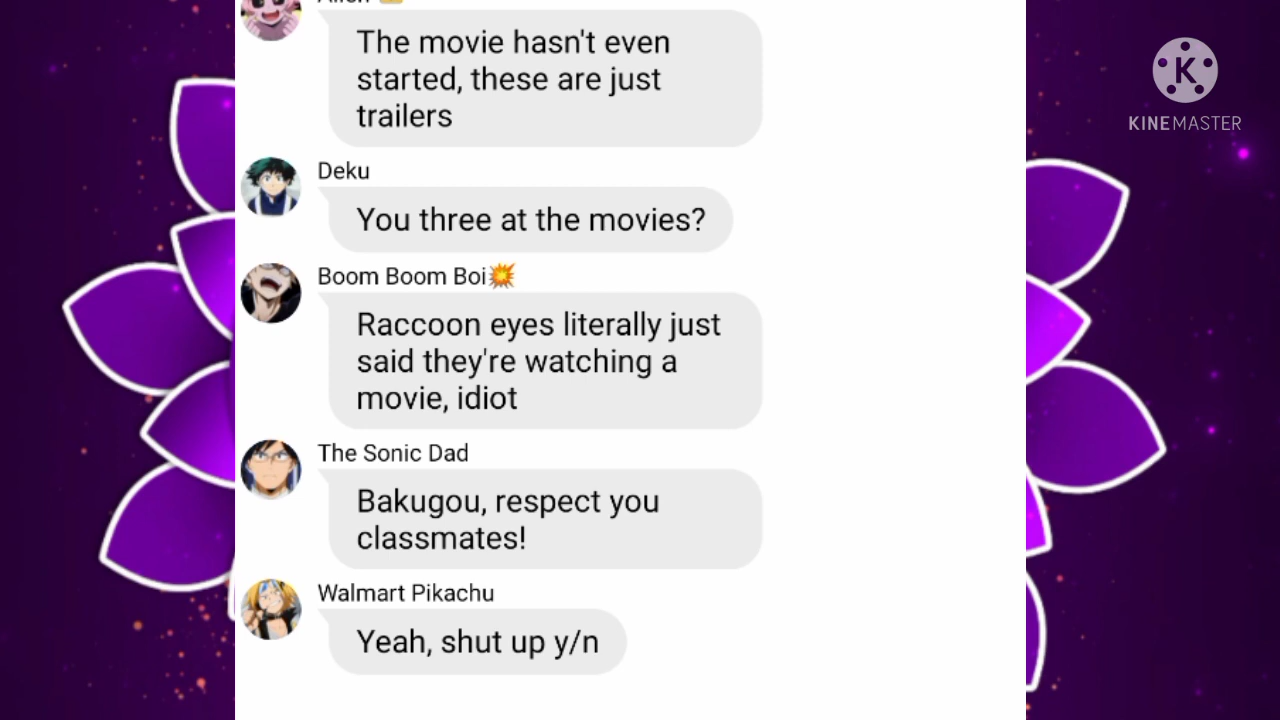 Alien
The movie hasn't even
started, these are just
trailers
Deku
You three at the movies?
Boom Boom Boi💥
Raccoon eyes literally just
said they're watching a
movie, idiot
The Sonic Dad
Bakugou, respect you
classmates!
Walmart Pikachu
Yeah, shut up y/n
K
KINEMASTER